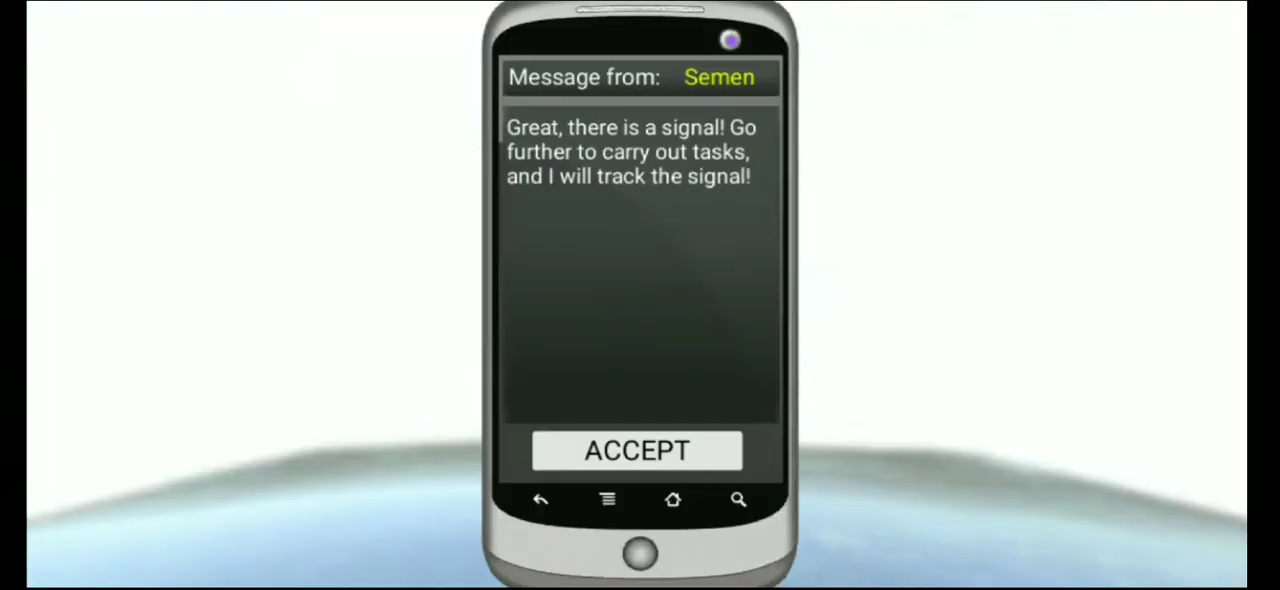 Message from: Semen
Great, there is a signal! Go
further to carry out tasks,
and I will track the signal!
ACCEPT